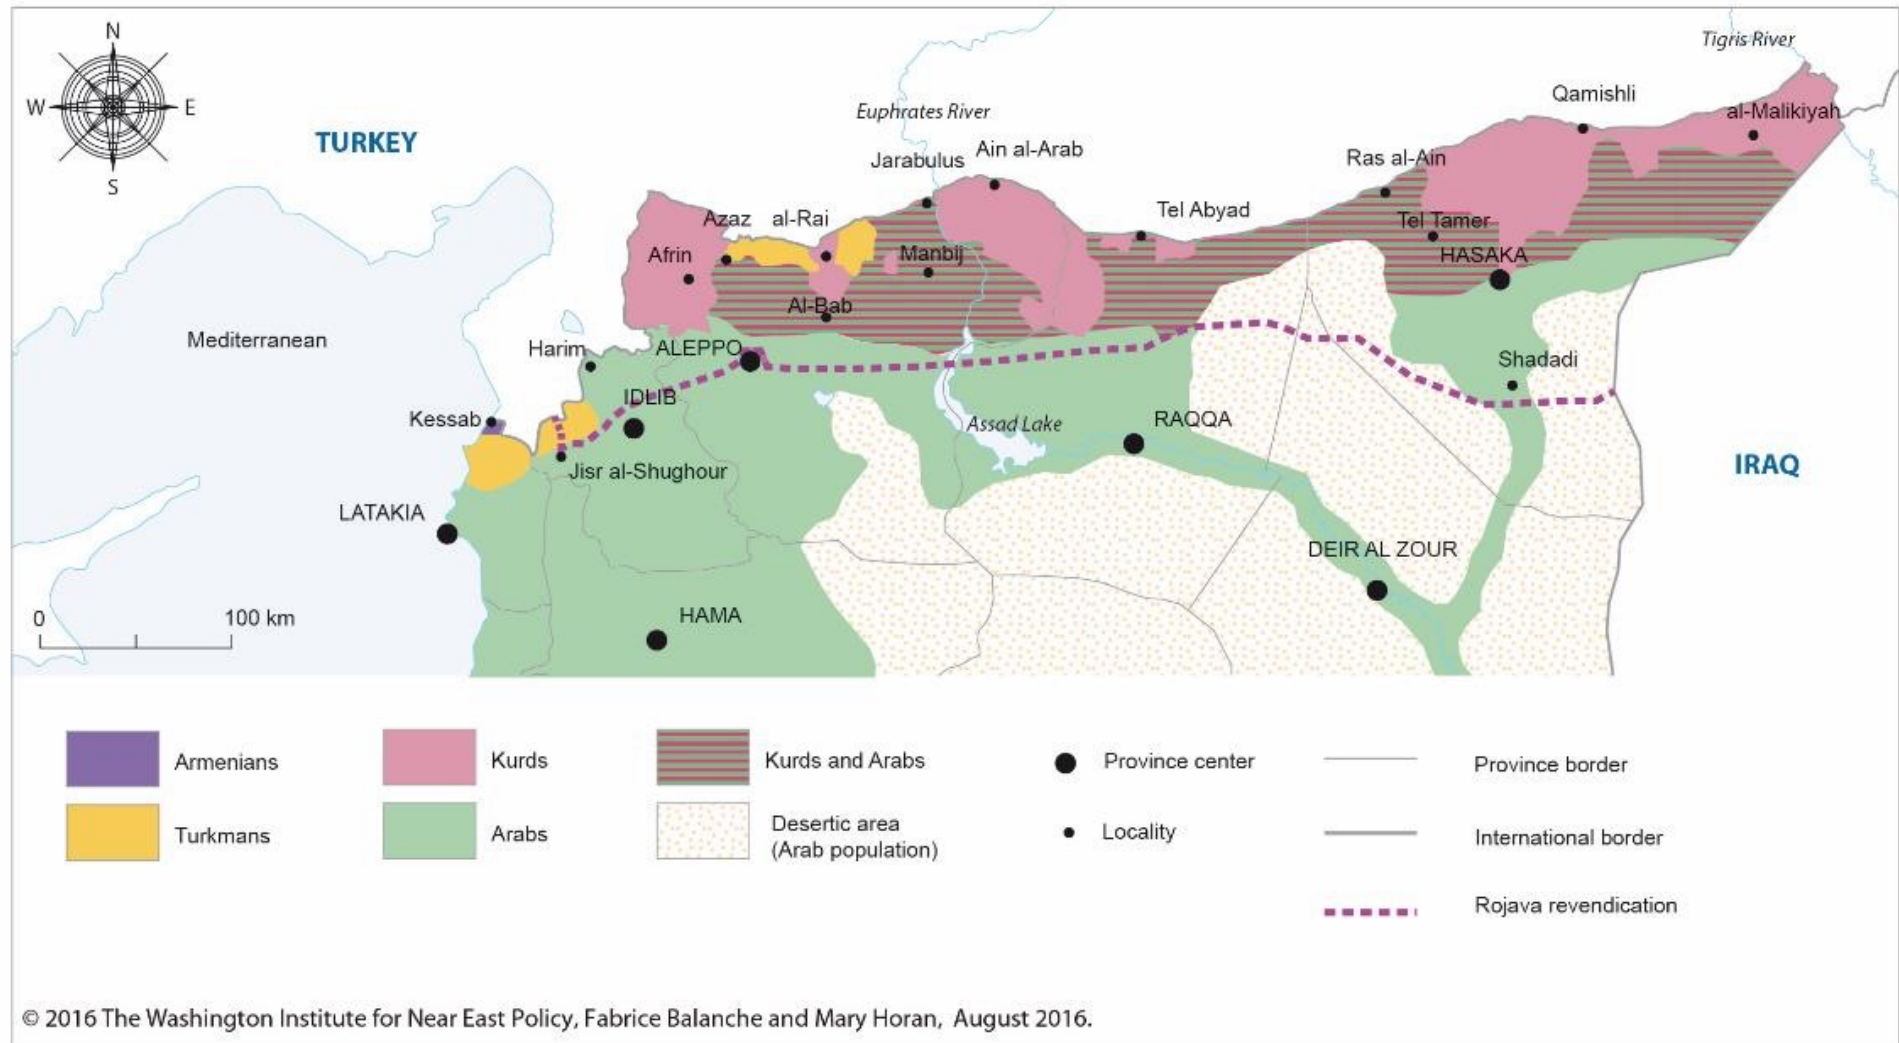 N
W
E
S
TURKEY
Tigris River
Euphrates River
Qamishli
al-Malikiyah
Jarabulus
Ain al-Arab
Ras al-Ain
Azaz
al-Rai
Tel Abyad
Tel Tamer
Afrin
Manbij
HASAKA
Al-Bab
Mediterranean
Harim
ALEPPO
Shadadi
IDLIB
Kessab
Assad Lake
RAQQA
Jisr al-Shughour
IRAQ
LATAKIA
DEIR AL ZOUR
0
100 km
HAMA
Armenians
Kurds
Kurds and Arabs
Province center
Province border
Turkmans
Arabs
Desertic area
(Arab population)
Locality
International border
Rojava revendication
© 2016 The Washington Institute for Near East Policy, Fabrice Balanche and Mary Horan, August 2016.